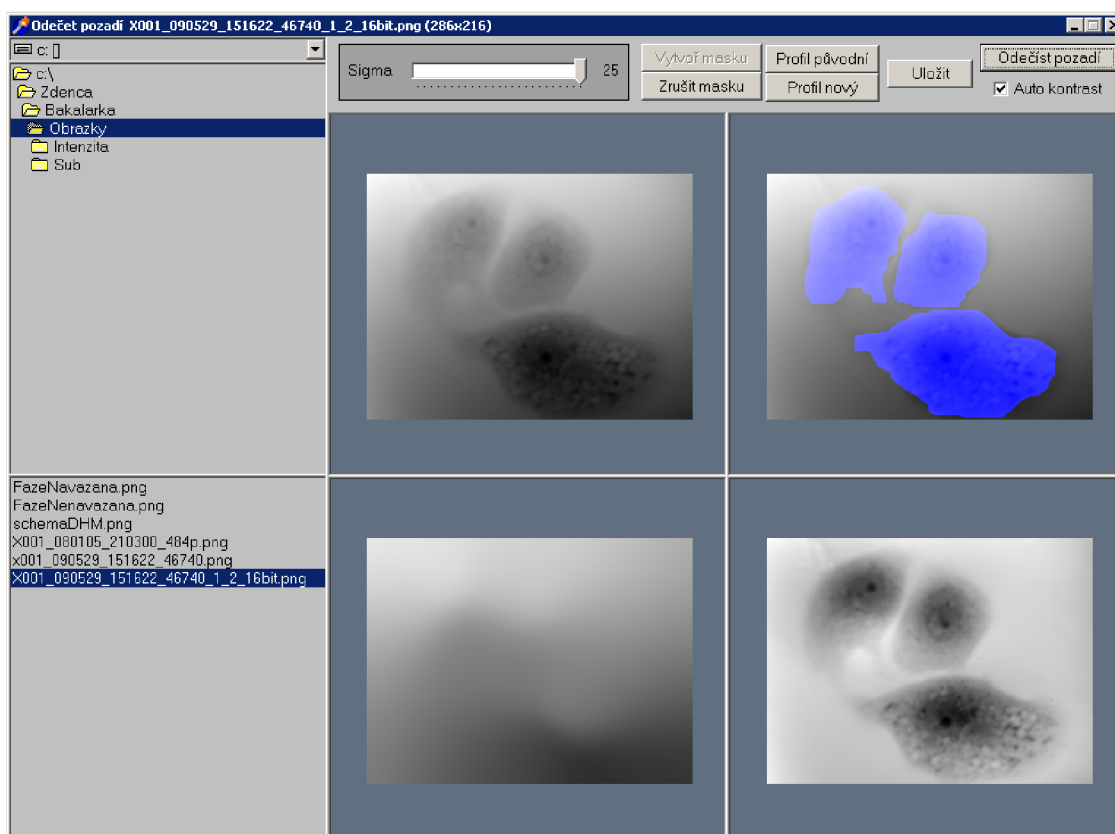 Odečet pozadí X001_090529_151622_46740_1_2_16bit.png (286x216)
c: []
c:\
Zdenca
Bakalarka
Obrazky
Intenzita
Sub
Sigma
25
Vytvoř masku
Zrušit masku
Profil původní
Profil nový
Uložit
Odečíst pozadí
Auto kontrast
FazeNavazana.png
FazeNenavazana.png
schemaDHM.png
X001_080105_210300_484p.png
x001_090529_151622_46740.png
X001_090529_151622_46740_1_2_16bit.png